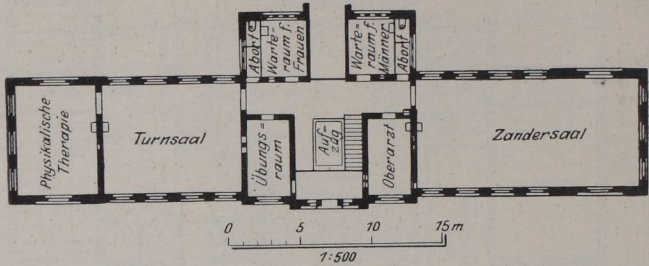 Abort
Warte=
raum f.
Frauen
Warte=
raum f.
Männer
Abort
Physikalische
Therapie
Turnsaal
Übungs=
raum
Auf=
zug
Oberarzt
Zandersaal
0 5 10 15 m
1:500